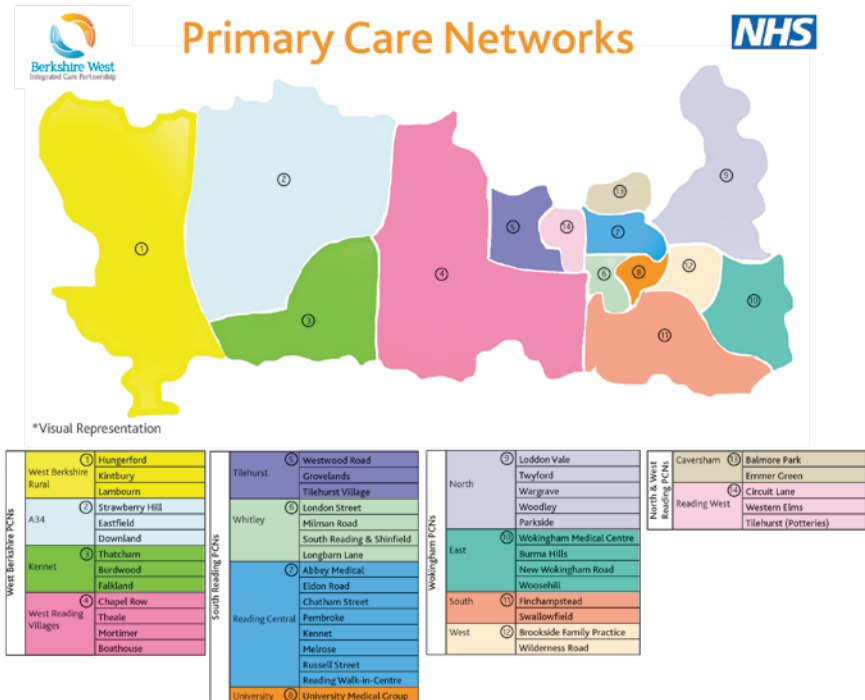 Berkshire West
Integrated Care Partnership
Primary Care Networks
NHS
1
2
3
4
5
14
13
7
6
8
9
12
10
11
*Visual Representation
West Berkshire PCNs
West Berkshire Rural
1
Hungerford
Kintbury
Lambourn
A34
2
Strawberry Hill
Eastfield
Downland
Kennet
3
Thatcham
Burdwood
Falkland
West Reading Villages
4
Chapel Row
Theale
Mortimer
Boathouse
South Reading PCNs
Tilehurst
5
Westwood Road
Grovelands
Tilehurst Village
Whitley
6
London Street
Milman Road
South Reading & Shinfield
Longbarn Lane
Reading Central
7
Abbey Medical
Eldon Road
Chatham Street
Pembroke
Kennet
Melrose
Russell Street
Reading Walk-in-Centre
University
8
University Medical Group
Wokingham PCNs
North
9
Loddon Vale
Twyford
Wargrave
Woodley
Parkside
East
10
Wokingham Medical Centre
Burma Hills
New Wokingham Road
Woosehill
South
11
Finchampstead
Swallowfield
West
12
Brookside Family Practice
Wilderness Road
North & West Reading PCNs
Caversham
13
Balmore Park
Emmer Green
Reading West
14
Circuit Lane
Western Elms
Tilehurst (Potteries)